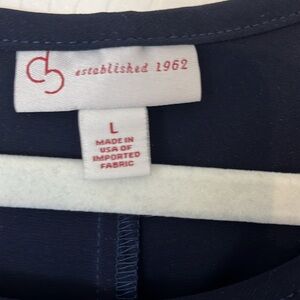 established 1962
L
MADE IN
USA OF
IMPORTED
FABRIC